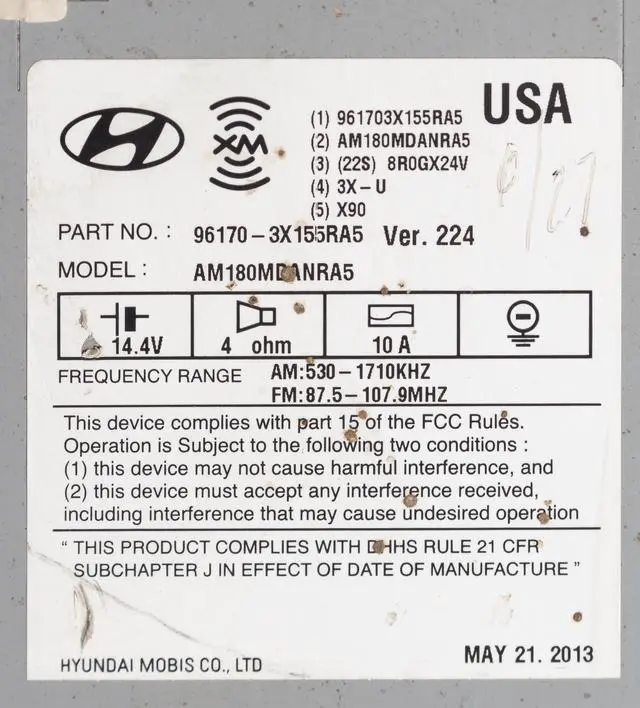 XM
USA
(1) 961703X155RA5
(2) AM180MDANRA5
(3) (22S) 8R0GX24V
(4) 3X-U
(5) X90
PART NO. : 96170-3X155RA5 Ver. 224
MODEL : AM180MDANRA5
14.4V 4 ohm 10 A
FREQUENCY RANGE AM:530-1710KHZ
FM:87.5-107.9MHZ
This device complies with part 15 of the FCC Rules.
Operation is Subject to the following two conditions :
(1) this device may not cause harmful interference, and
(2) this device must accept any interference received,
including interference that may cause undesired operation
“ THIS PRODUCT COMPLIES WITH DHHS RULE 21 CFR
SUBCHAPTER J IN EFFECT OF DATE OF MANUFACTURE ”
HYUNDAI MOBIS CO., LTD
MAY 21. 2013